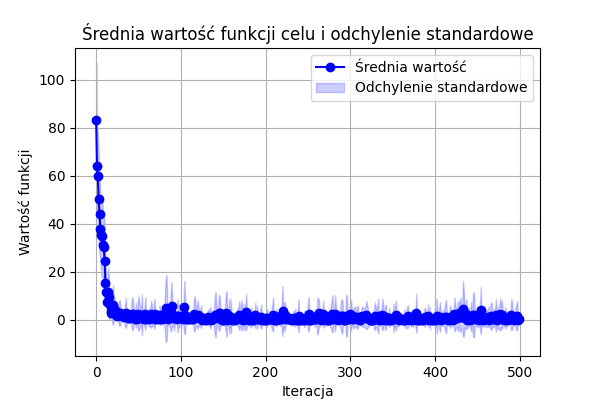 Średnia wartość funkcji celu i odchylenie standardowe
Średnia wartość
Odchylenie standardowe
Wartość funkcji
100
80
60
40
20
0
0 100 200 300 400 500
Iteracja